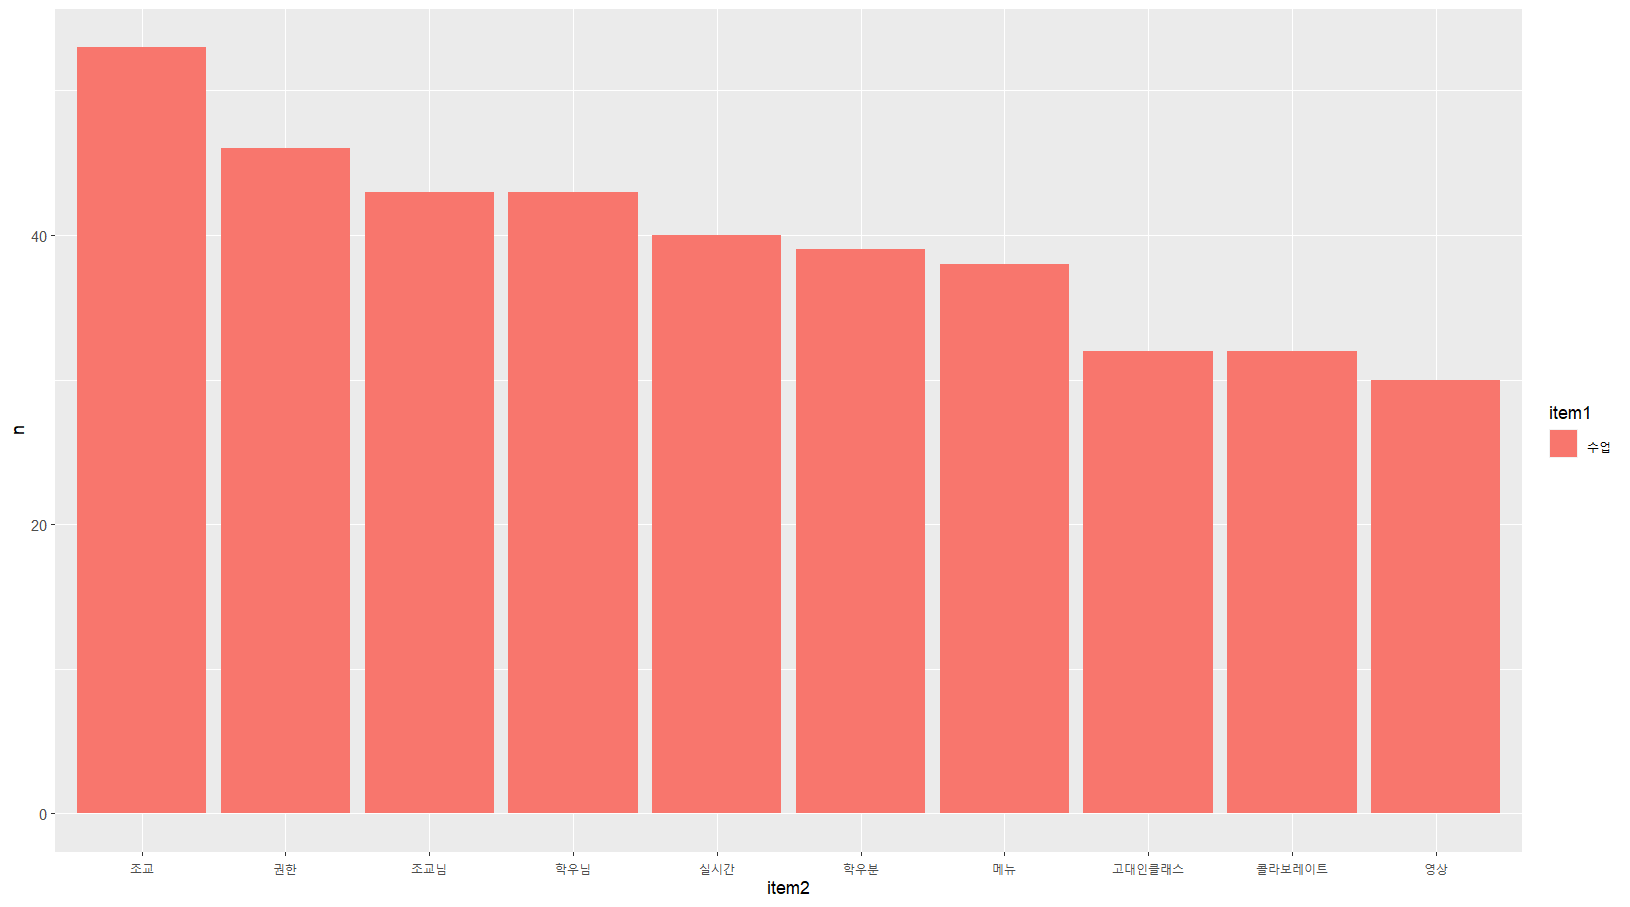 n
40
20
0
조교 권한 조교님 학우님 실시간 학우분 메뉴 고대인클래스 콜라보레이트 영상
item2
item1
수업